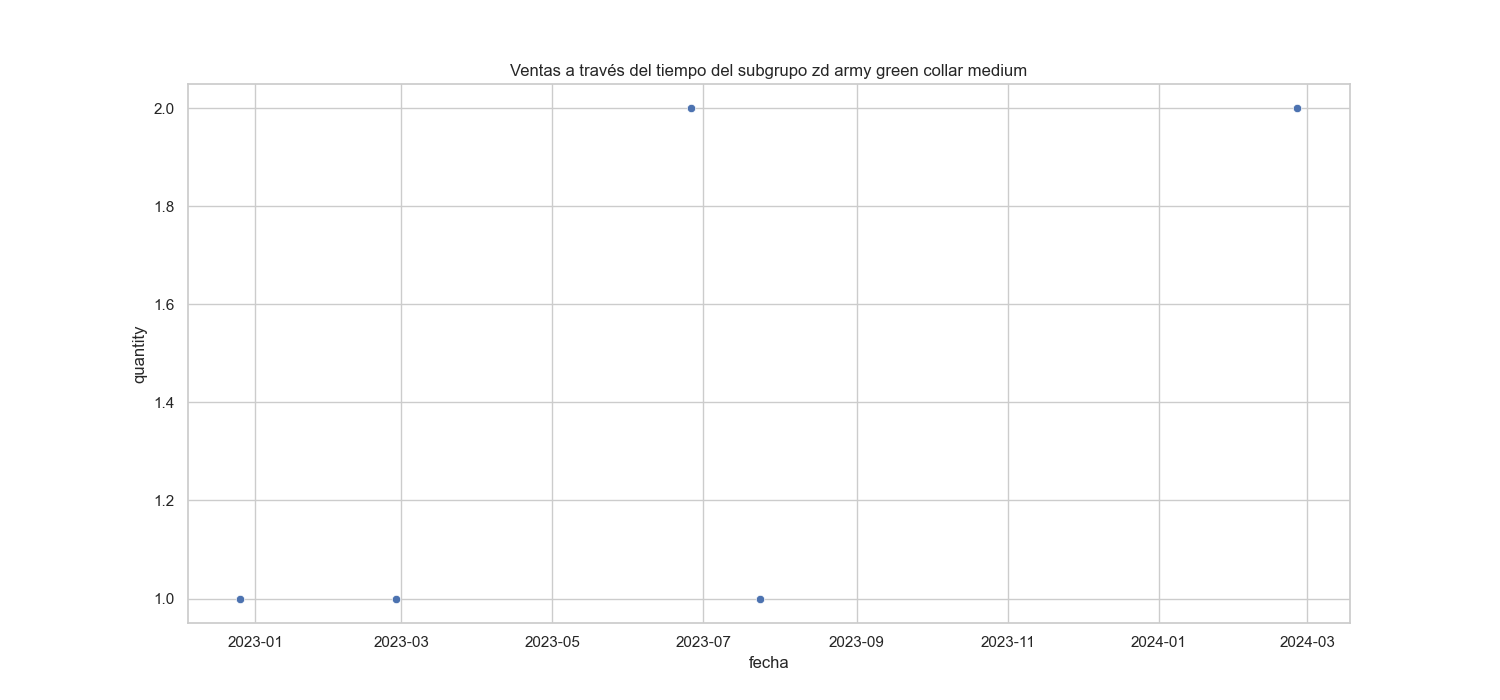 Ventas a través del tiempo del subgrupo zd army green collar medium
2.0
1.8
1.6
1.4
1.2
1.0
quantity
2023-01 2023-03 2023-05 2023-07 2023-09 2023-11 2024-01 2024-03
fecha